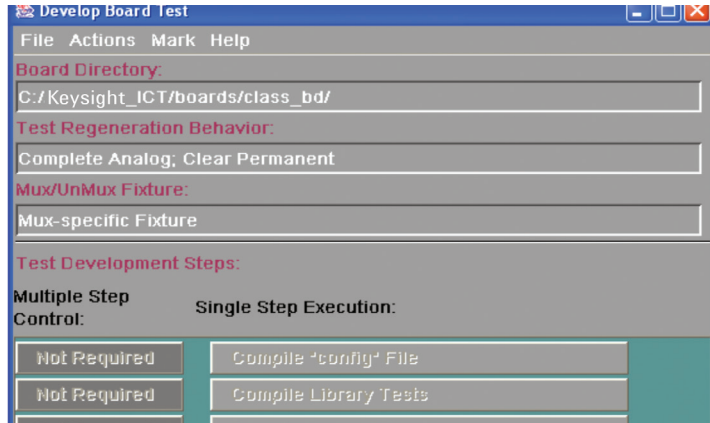 Develop Board Test
File Actions Mark Help
Board Directory:
C:/Keysight_ICT/boards/class_bd/
Test Regeneration Behavior:
Complete Analog; Clear Permanent
Mux/UnMux Fixture:
Mux-specific Fixture
Test Development Steps:
Multiple Step Control:
Single Step Execution:
Not Required Compile "config" File
Not Required Compile Library Tests